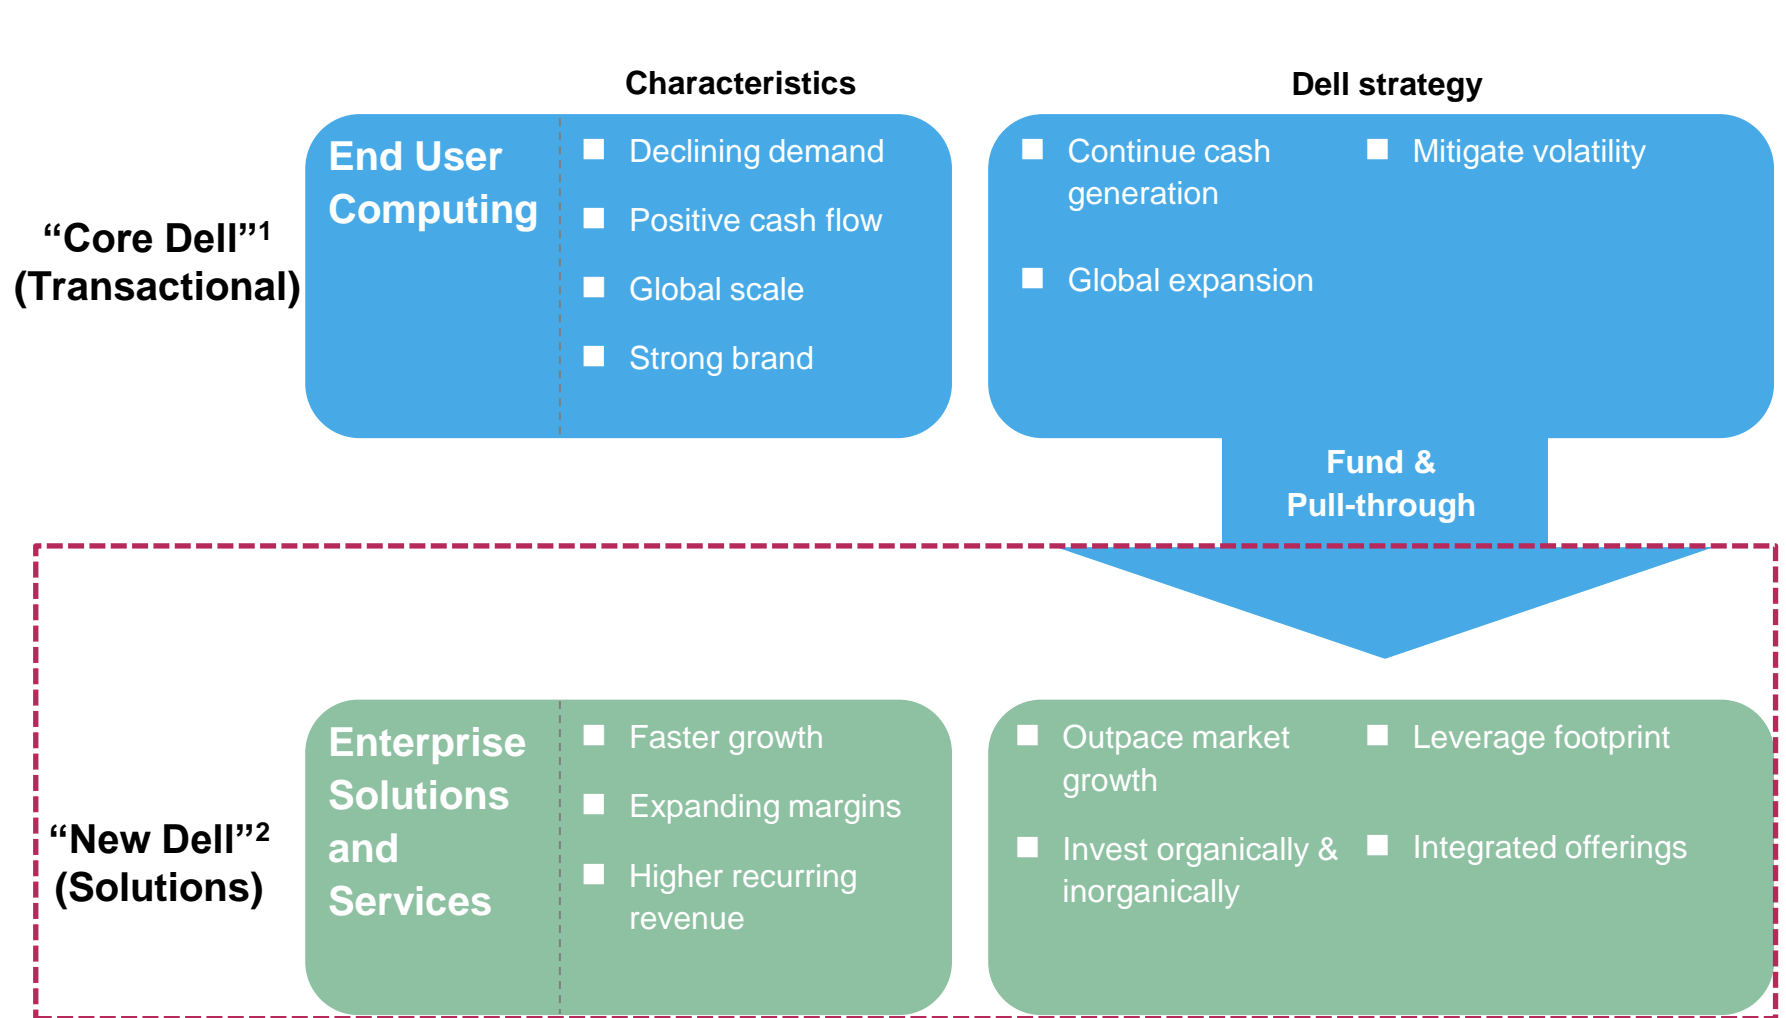 Characteristics
Dell strategy
“Core Dell”1
(Transactional)
End User
Computing
Declining demand
Positive cash flow
Global scale
Strong brand
Continue cash
generation
Global expansion
Mitigate volatility
Fund &
Pull-through
“New Dell”2
(Solutions)
Enterprise
Solutions
and
Services
Faster growth
Expanding margins
Higher recurring
revenue
Outpace market
growth
Invest organically &
inorganically
Leverage footprint
Integrated offerings